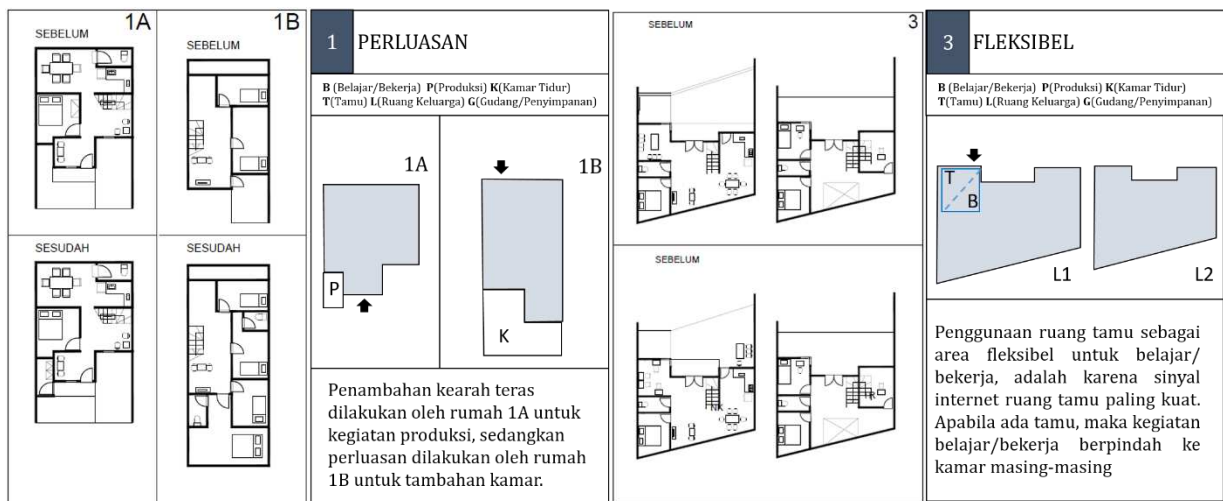 1A
SEBELUM
SESUDAH
1B
SEBELUM
SESUDAH
1 PERLUASAN
B (Belajar/Bekerja) P(Produksi) K(Kamar Tidur)
T(Tamu) L(Ruang Keluarga) G(Gudang/Penyimpanan)
1A
P
1B
K
Penambahan kearah teras
dilakukan oleh rumah 1A untuk
kegiatan produksi, sedangkan
perluasan dilakukan oleh rumah
1B untuk tambahan kamar.
3
SEBELUM
SEBELUM
3 FLEKSIBEL
B (Belajar/Bekerja) P(Produksi) K(Kamar Tidur)
T(Tamu) L(Ruang Keluarga) G(Gudang/Penyimpanan)
T
B
L1
L2
Penggunaan ruang tamu sebagai
area fleksibel untuk belajar/
bekerja, adalah karena sinyal
internet ruang tamu paling kuat.
Apabila ada tamu, maka kegiatan
belajar/bekerja berpindah ke
kamar masing-masing